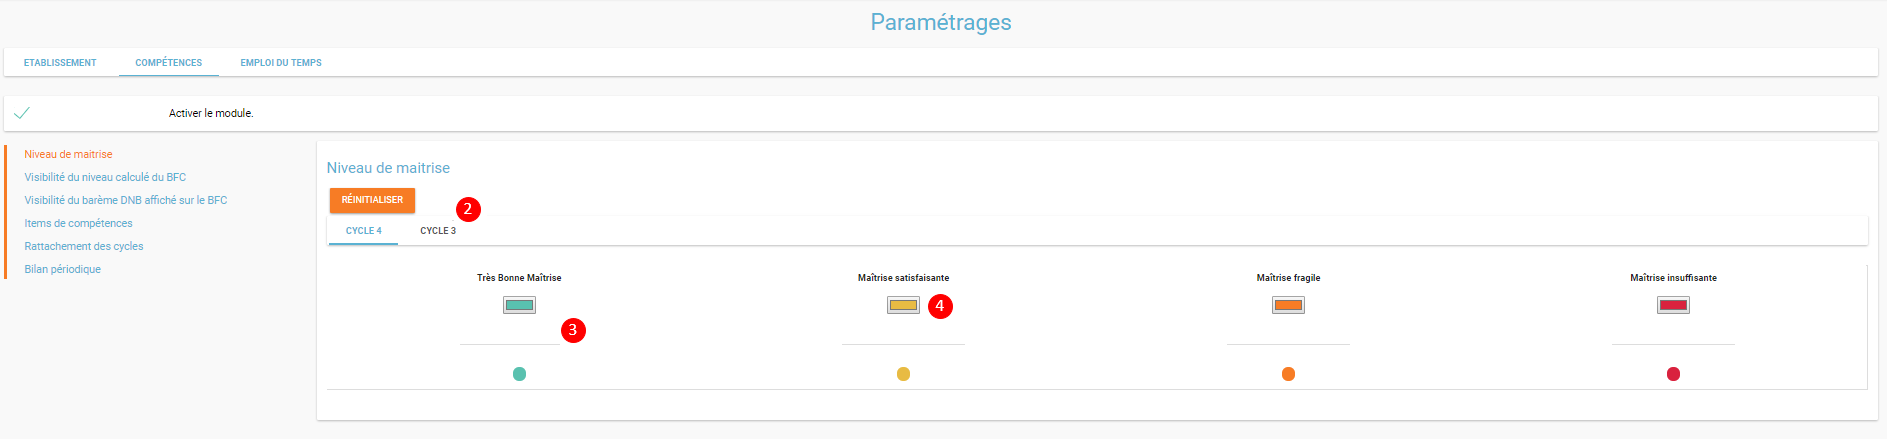 Paramétrages
ETABLISSEMENT COMPÉTENCES EMPLOI DU TEMPS
Activer le module.
Niveau de maitrise
Visibilité du niveau calculé du BFC
Visibilité du barème DNB affiché sur le BFC
Items de compétences
Rattachement des cycles
Bilan périodique
Niveau de maitrise
RÉINITIALISER
2
CYCLE 4 CYCLE 3
Très Bonne Maîtrise Maîtrise satisfaisante Maîtrise fragile Maîtrise insuffisante
4
3